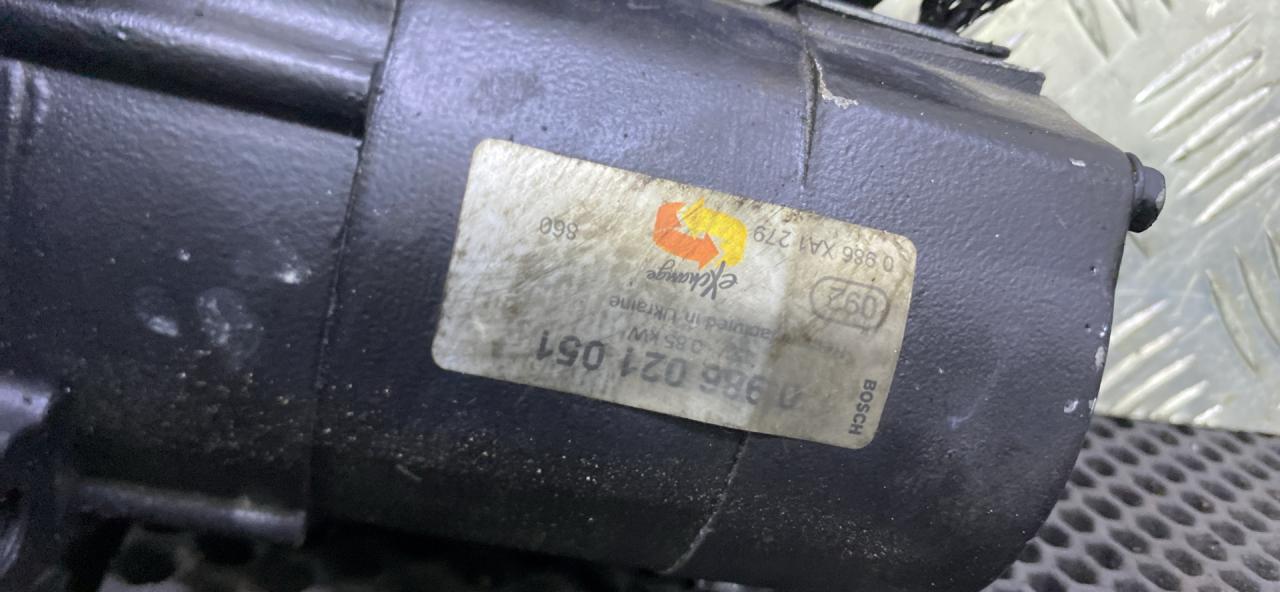 BOSCH
0 986 021 051
0.85 kW
in Ukraine
092
eXchange
0 986 XA1 279
860